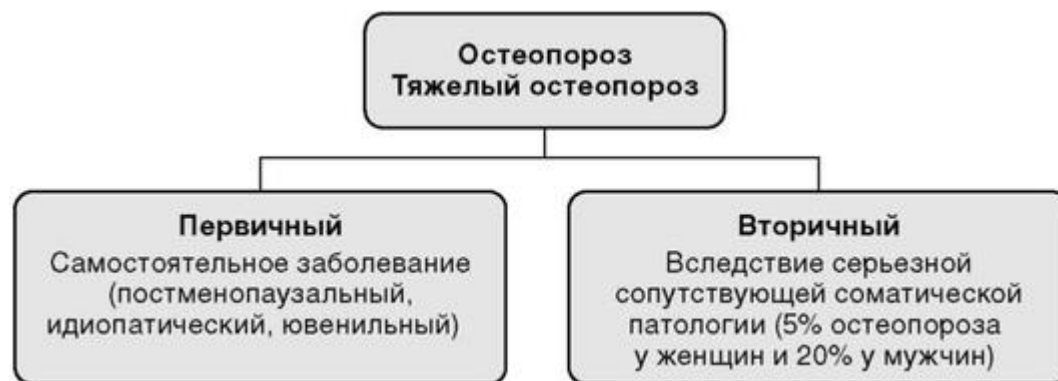 Остеопороз
Тяжелый остеопороз
Первичный
Самостоятельное заболевание
(постменопаузальный,
идиопатический, ювенильный)
Вторичный
Вследствие серьезной
сопутствующей соматической
патологии (5% остеопороза
у женщин и 20% у мужчин)